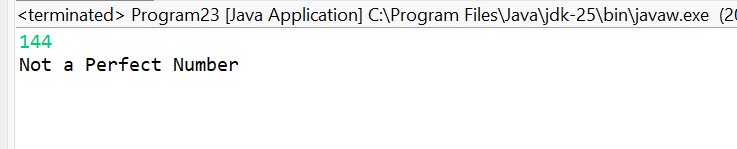 <terminated> Program23 [Java Application] C:\Program Files\Java\jdk-25\bin\javaw.exe (20
144
Not a Perfect Number